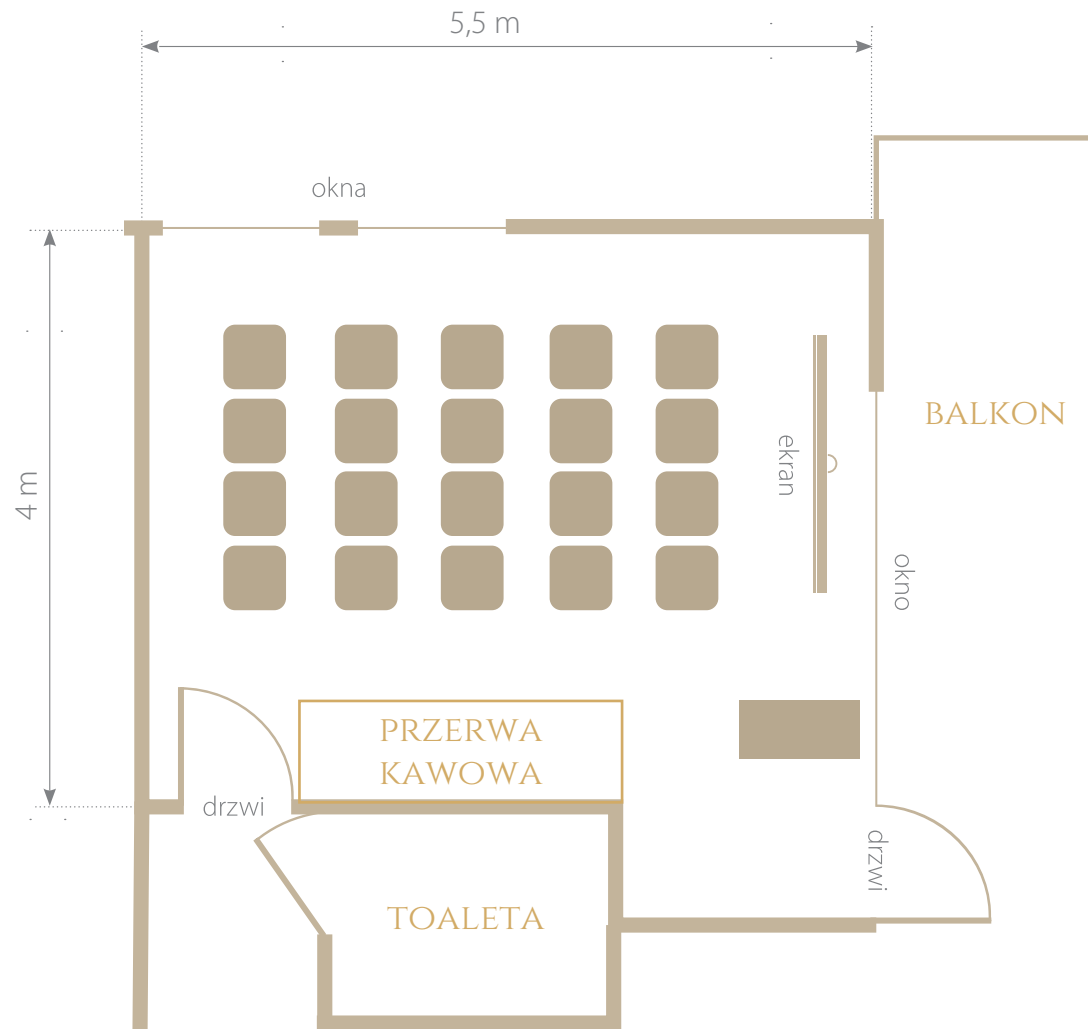 5,5 m
okna
BALKON
ekran
4 m
okno
PRZERWA
KAWOWA
drzwi
drzwi
TOALETA